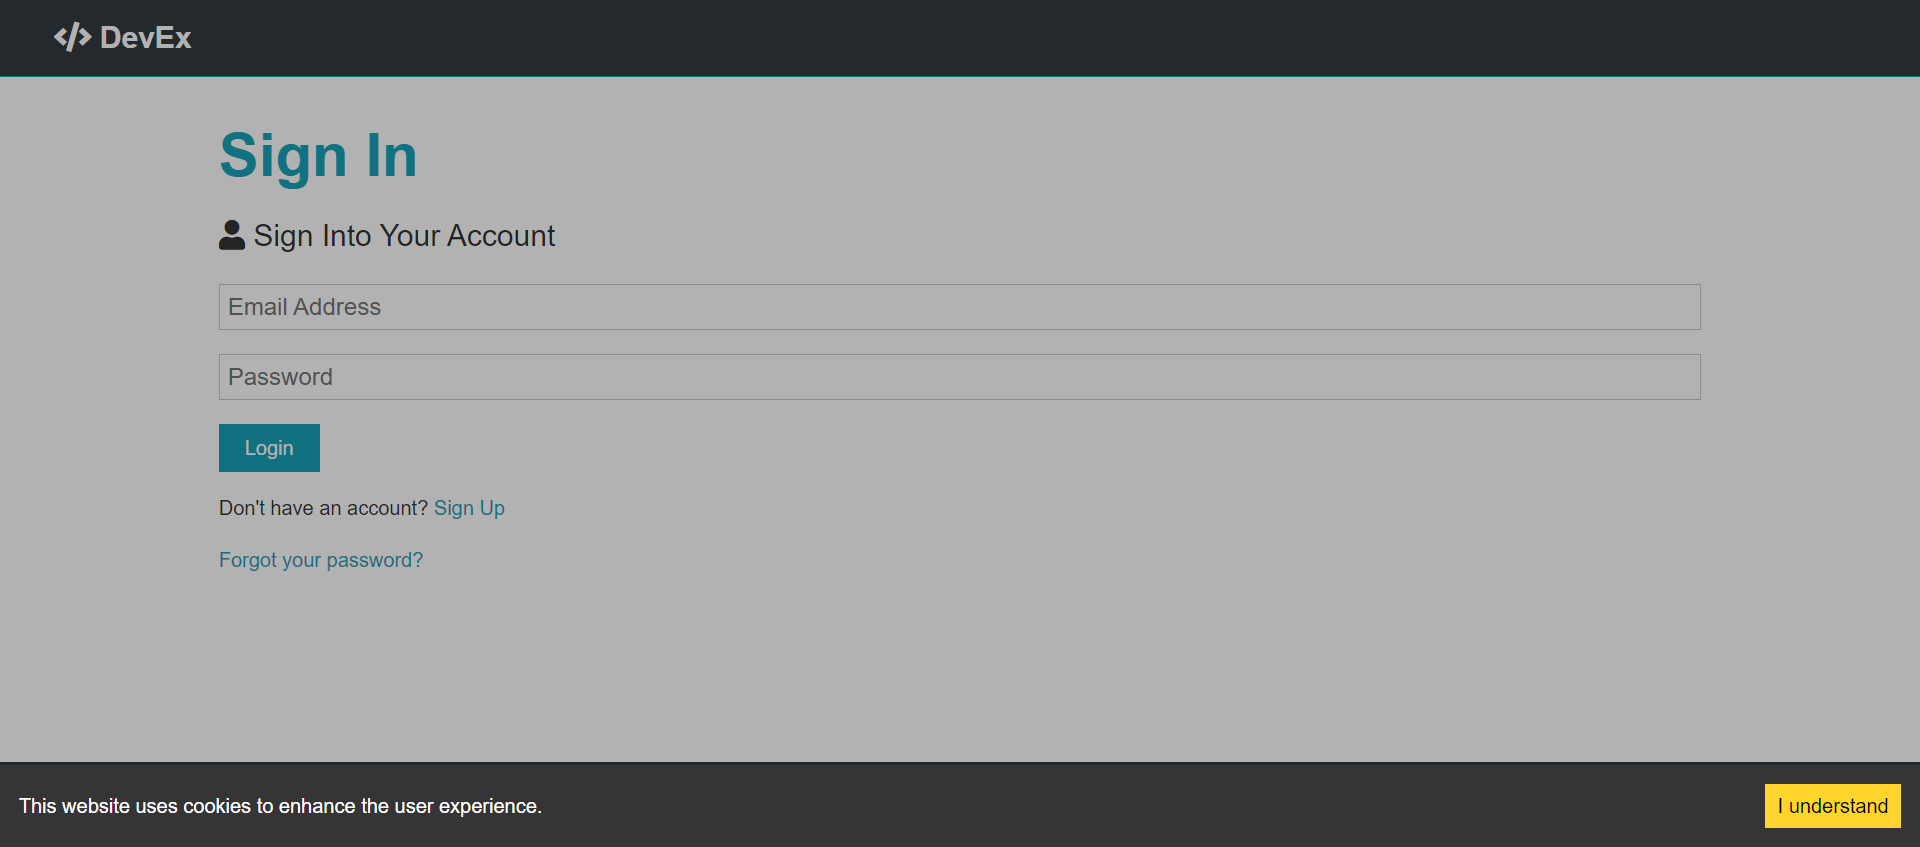 DevEx
Sign In
Sign Into Your Account
Email Address
Password
Login
Don't have an account? Sign Up
Forgot your password?
This website uses cookies to enhance the user experience.
I understand